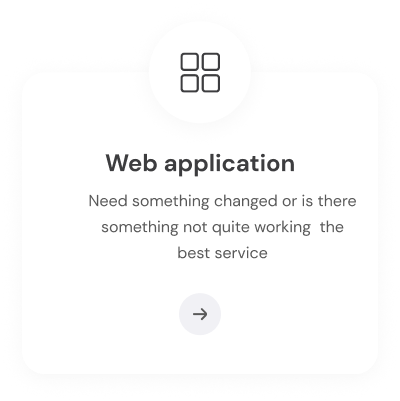 Web application
Need something changed or is there
something not quite working  the
best service